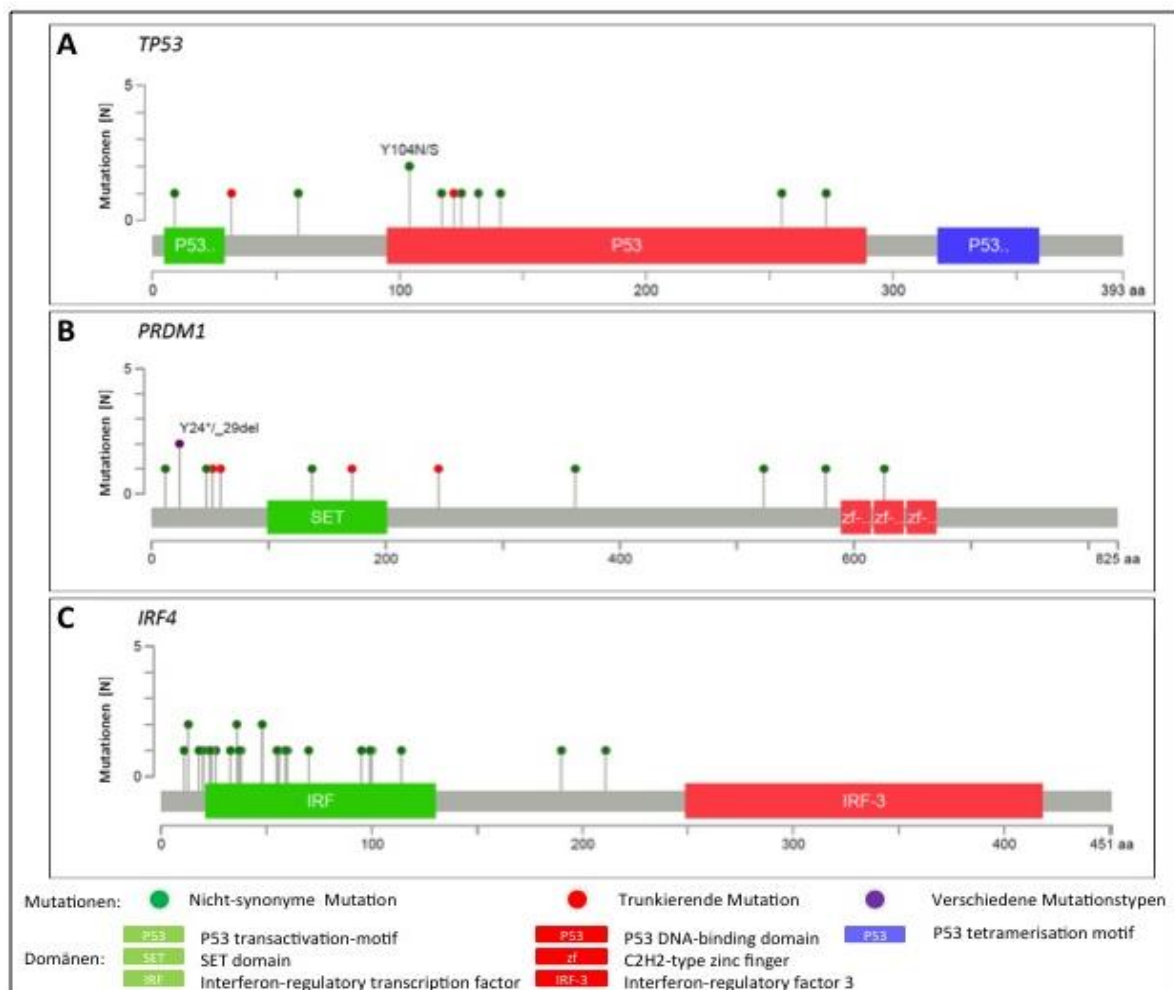 A
TP53
Mutationen [N]
5
0
Y104N/S
P53..
P53
P53..
0
100
200
300
393 aa
B
PRDM1
Mutationen [N]
5
0
Y24*/_29del
SET
zf-..
zf-..
zf-..
0
200
400
600
825 aa
C
IRF4
Mutationen [N]
5
0
IRF
IRF-3
0
100
200
300
400
451 aa
Mutationen: Nicht-synonyme Mutation Trunkierende Mutation Verschiedene Mutationstypen
P53 P53 transactivation-motif P53 P53 DNA-binding domain P53 P53 tetramerisation motif
Domänen: SET SET domain zf C2H2-type zinc finger
IRF Interferon-regulatory transcription factor IRF-3 Interferon-regulatory factor 3